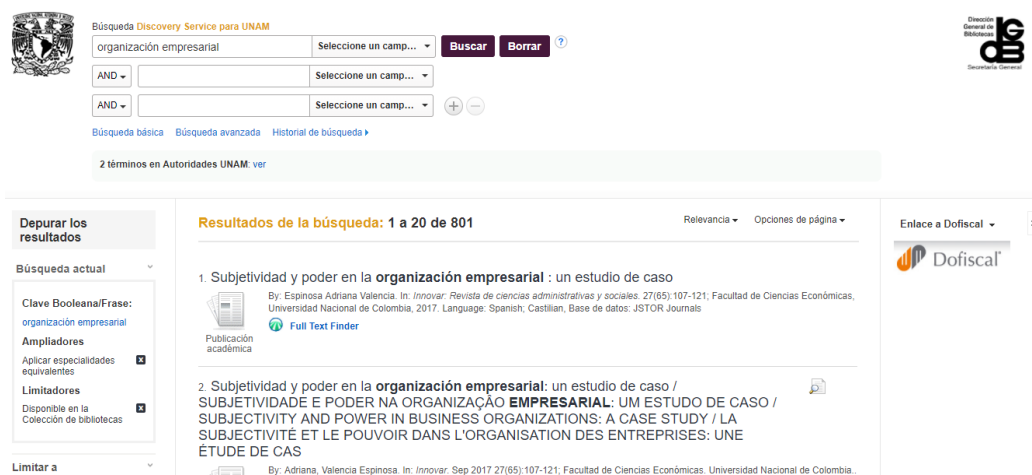 Búsqueda Discovery Service para UNAM
organización empresarial
Seleccione un camp...
Buscar
Borrar
?
AND
Seleccione un camp...
AND
Seleccione un camp...
Búsqueda básica Búsqueda avanzada Historial de búsqueda
2 términos en Autoridades UNAM: ver
Dirección
General de
Bibliotecas
DGB
Secretaría General
Depurar los
resultados
Búsqueda actual
Clave Booleana/Frase:
organización empresarial
Ampliadores
Aplicar especialidades
equivalentes
Limitadores
Disponible en la
Colección de bibliotecas
Limitar a
Resultados de la búsqueda: 1 a 20 de 801
Relevancia Opciones de página
1. Subjetividad y poder en la organización empresarial : un estudio de caso
By: Espinosa Adriana Valencia. In: Innovar: Revista de ciencias administrativas y sociales. 27(65):107-121; Facultad de Ciencias Económicas,
Universidad Nacional de Colombia, 2017. Language: Spanish; Castilian, Base de datos: JSTOR Journals
Full Text Finder
Publicación
académica
2. Subjetividad y poder en la organización empresarial: un estudio de caso /
SUBJETIVIDADE E PODER NA ORGANIZAÇÃO EMPRESARIAL: UM ESTUDO DE CASO /
SUBJECTIVITY AND POWER IN BUSINESS ORGANIZATIONS: A CASE STUDY / LA
SUBJECTIVITÉ ET LE POUVOIR DANS L'ORGANISATION DES ENTREPRISES: UNE
ÉTUDE DE CAS
By: Adriana, Valencia Espinosa. In: Innovar. Sep 2017 27(65):107-121; Facultad de Ciencias Económicas. Universidad Nacional de Colombia..
Enlace a Dofiscal
Dofiscal